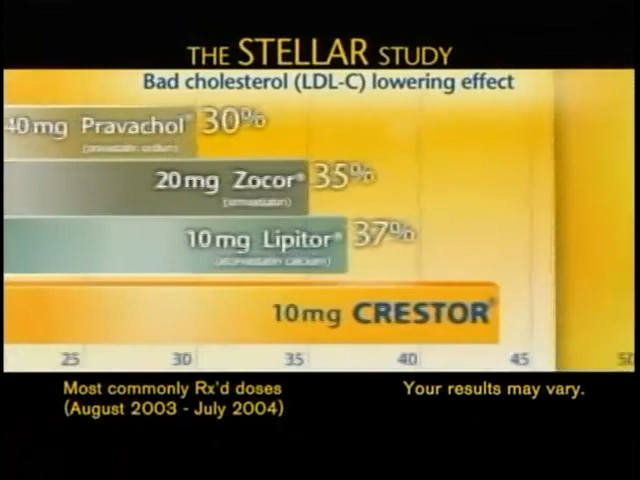 THE STELLAR STUDY
Bad cholesterol (LDL-C) lowering effect
40mg Pravachol® 30%
(pravastatin sodium)
20mg Zocor® 35%
(simvastatin)
10mg Lipitor® 37%
(atorvastatin calcium)
10mg CRESTOR®
25 30 35 40 45 50
Most commonly Rx'd doses
(August 2003 - July 2004)
Your results may vary.